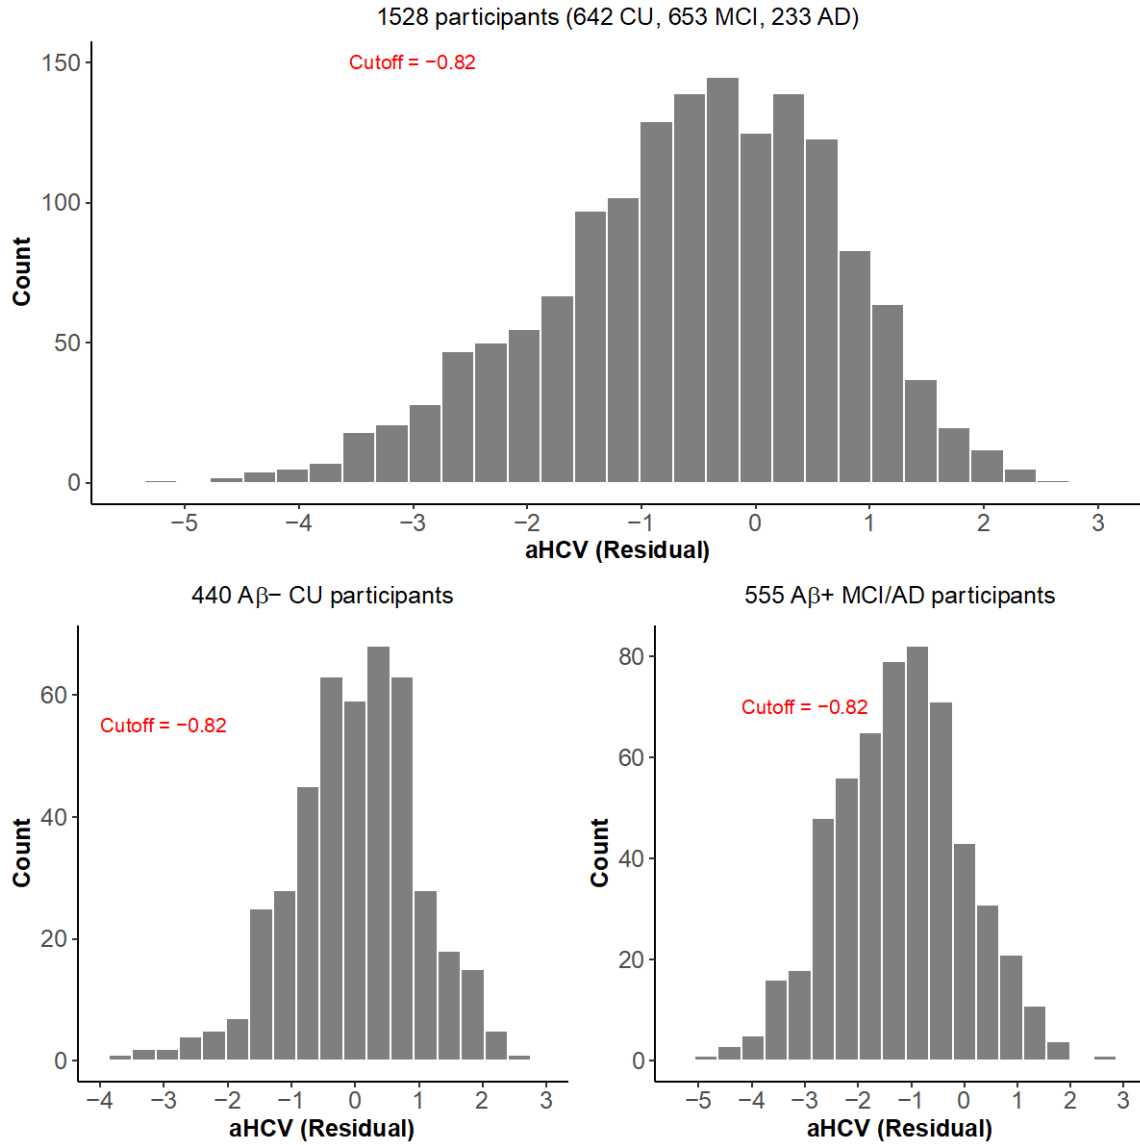 1528 participants (642 CU, 653 MCI, 233 AD)
Cutoff = −0.82
150
100
50
0
Count
−5 −4 −3 −2 −1 0 1 2 3
aHCV (Residual)
440 Aβ− CU participants
Cutoff = −0.82
60
40
20
0
Count
−4 −3 −2 −1 0 1 2 3
aHCV (Residual)
555 Aβ+ MCI/AD participants
Cutoff = −0.82
80
60
40
20
0
Count
−5 −4 −3 −2 −1 0 1 2 3
aHCV (Residual)